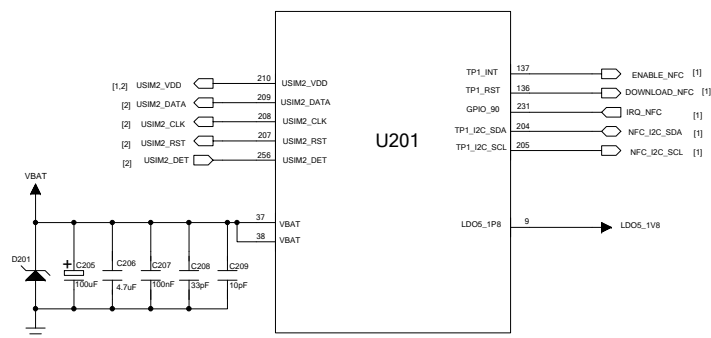 [1,2] USIM2_VDD 210 USIM2_VDD
[2] USIM2_DATA 209 USIM2_DATA
[2] USIM2_CLK 208 USIM2_CLK
[2] USIM2_RST 207 USIM2_RST
[2] USIM2_DET 256 USIM2_DET
U201
TP1_INT 137 ENABLE_NFC [1]
TP1_RST 136 DOWNLOAD_NFC [1]
GPIO_90 231 IRQ_NFC [1]
TP1_I2C_SDA 204 NFC_I2C_SDA [1]
TP1_I2C_SCL 205 NFC_I2C_SCL [1]
VBAT
37 VBAT
38 VBAT
LDO5_1P8 9 LDO5_1V8
D201
+ C205 100uF
C206 4.7uF
C207 100nF
C208 33pF
C209 10pF